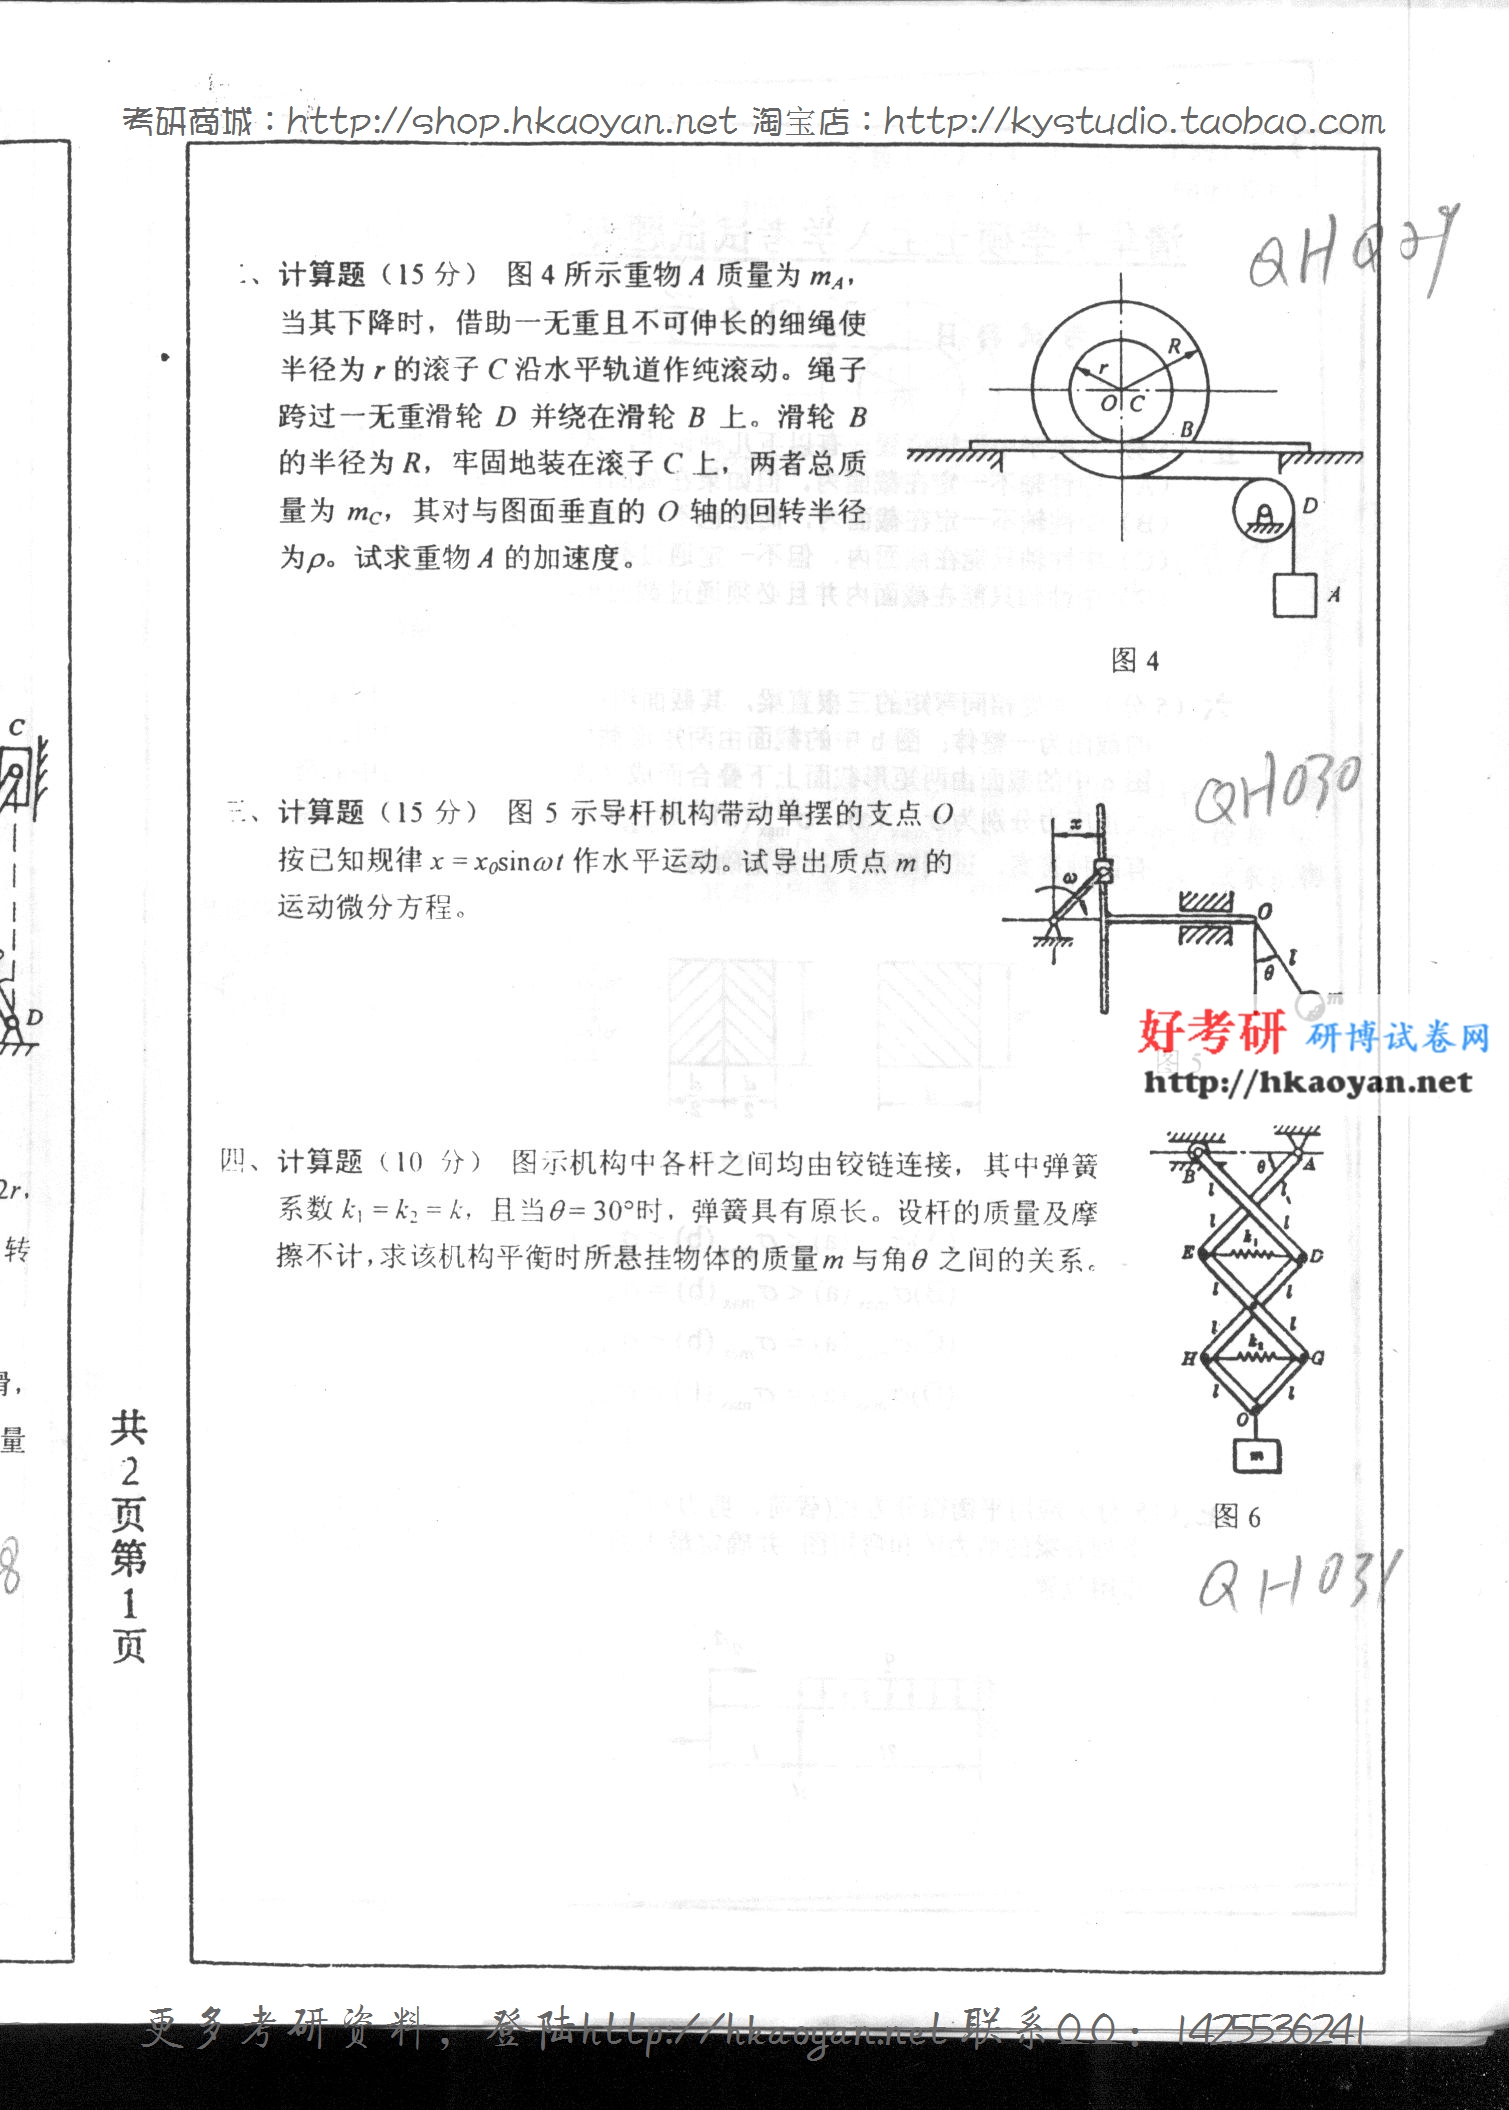 考研商城：http://shop.hkaoyan.net 淘宝店：http://kystudio.taobao.com
QH029
二、计算题（15 分） 图 4 所示重物 A 质量为 m_A，
当其下降时，借助一无重且不可伸长的细绳使
半径为 r 的滚子 C 沿水平轨道作纯滚动。绳子
跨过一无重滑轮 D 并绕在滑轮 B 上。滑轮 B
的半径为 R，牢固地装在滚子 C 上，两者总质
量为 m_C，其对与图面垂直的 O 轴的回转半径
为ρ。试求重物 A 的加速度。
R
r
O C
B
D
A
图 4
C
D
2r，
转
滑，
量
8
QH030
三、计算题（15 分） 图 5 示导杆机构带动单摆的支点 O
按已知规律 x = x₀sinωt 作水平运动。试导出质点 m 的
运动微分方程。
x
ω
O
θ
l
m
图 5
好考研 研博试卷网
http://hkaoyan.net
四、计算题（10 分） 图示机构中各杆之间均由铰链连接，其中弹簧
系数 k₁ = k₂ = k，且当θ= 30°时，弹簧具有原长。设杆的质量及摩
擦不计，求该机构平衡时所悬挂物体的质量 m 与角θ 之间的关系。
B θ A
l l
l l
E k₁ D
l l
l l
H k₂ G
l l
O
m
图 6
QH031
共2页第1页
更多考研资料，登陆http://hkaoyan.net 联系QQ：1425536241